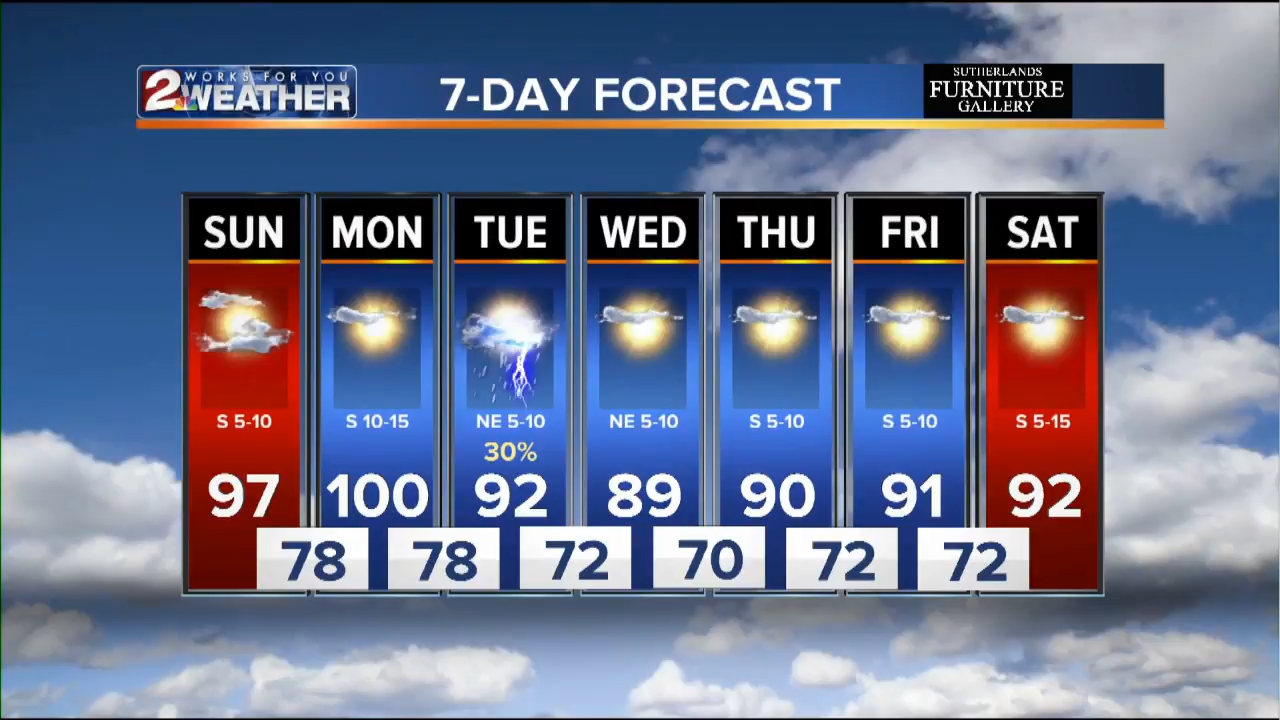 2 WORKS FOR YOU
WEATHER
7-DAY FORECAST
SUTHERLANDS
FURNITURE
GALLERY
SUN MON TUE WED THU FRI SAT
S 5-10 S 10-15 NE 5-10 NE 5-10 S 5-10 S 5-10 S 5-15
30%
97 100 92 89 90 91 92
78 78 72 70 72 72